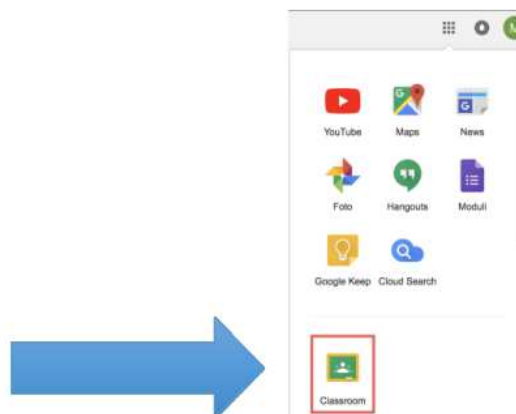 M
YouTube Maps News
Foto Hangouts Moduli
Google Keep Cloud Search
Classroom